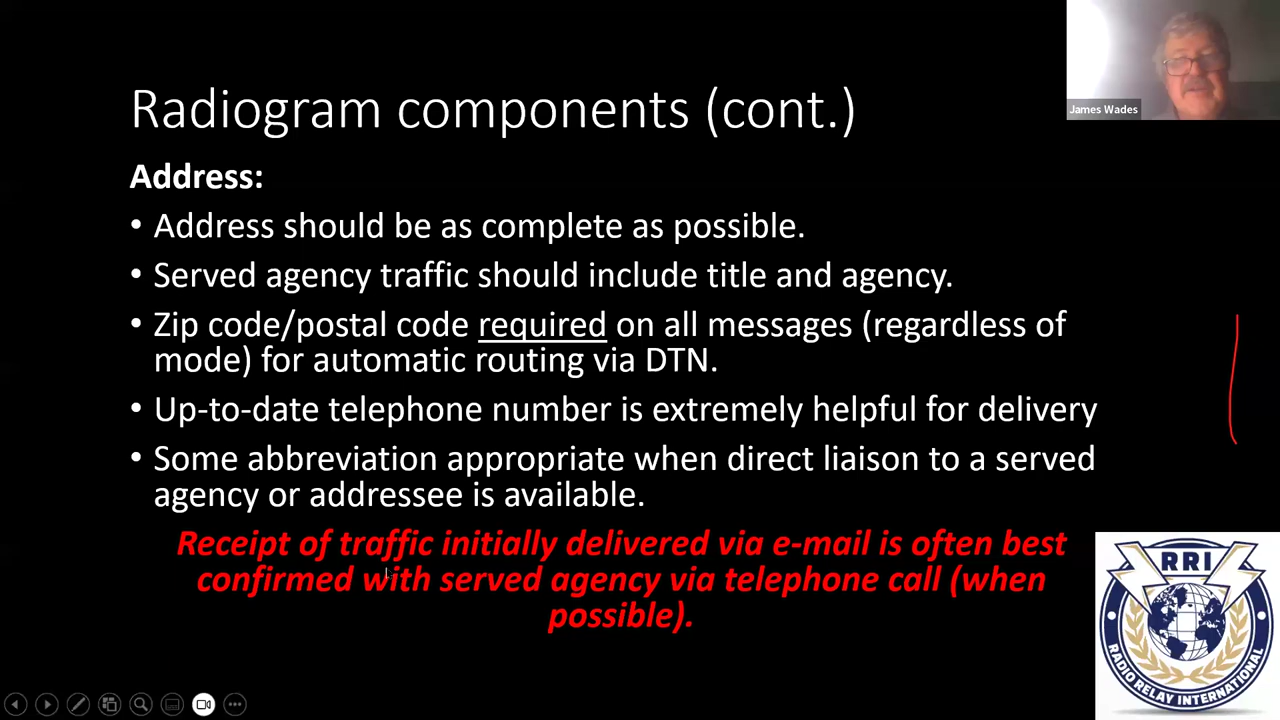 James Wades
Radiogram components (cont.)
Address:
• Address should be as complete as possible.
• Served agency traffic should include title and agency.
• Zip code/postal code required on all messages (regardless of
mode) for automatic routing via DTN.
• Up-to-date telephone number is extremely helpful for delivery
• Some abbreviation appropriate when direct liaison to a served
agency or addressee is available.
Receipt of traffic initially delivered via e-mail is often best
confirmed with served agency via telephone call (when
possible).
RRI
RADIO RELAY INTERNATIONAL